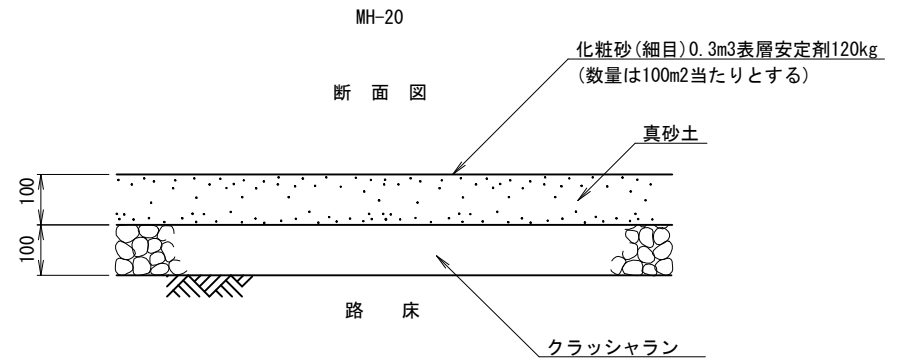 MH-20
化粧砂(細目)0.3m3表層安定剤120kg
(数量は100m2当たりとする)
断 面 図
真砂土
100
100
路 床
クラッシャラン